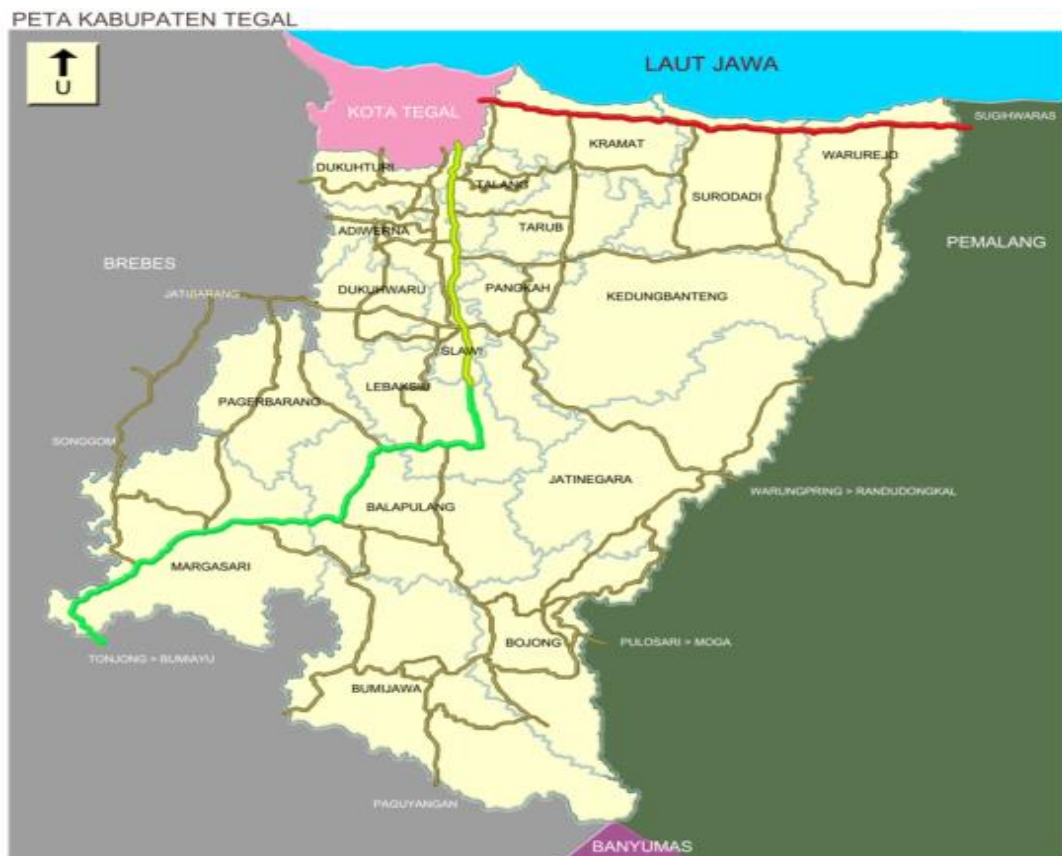 PETA KABUPATEN TEGAL
U
LAUT JAWA
KOTA TEGAL
SUGIHWARAS
KRAMAT
DUKUHTURI
WARUREJO
TALANG
SURODADI
TARUB
ADIWERNA
PEMALANG
BREBES
DUKUHWARU
PANGKAH
JATIBARANG
KEDUNGBANTENG
SLAWI
LEBAKSIU
PAGERBARANG
SONGGOM
JATINEGARA
WARUNGPRING > RANDUDONGKAL
BALAPULANG
MARGASARI
BOJONG
PULOSARI > MOGA
TONJONG > BUMIAYU
BUMIJAWA
PAGUYANGAN
BANYUMAS